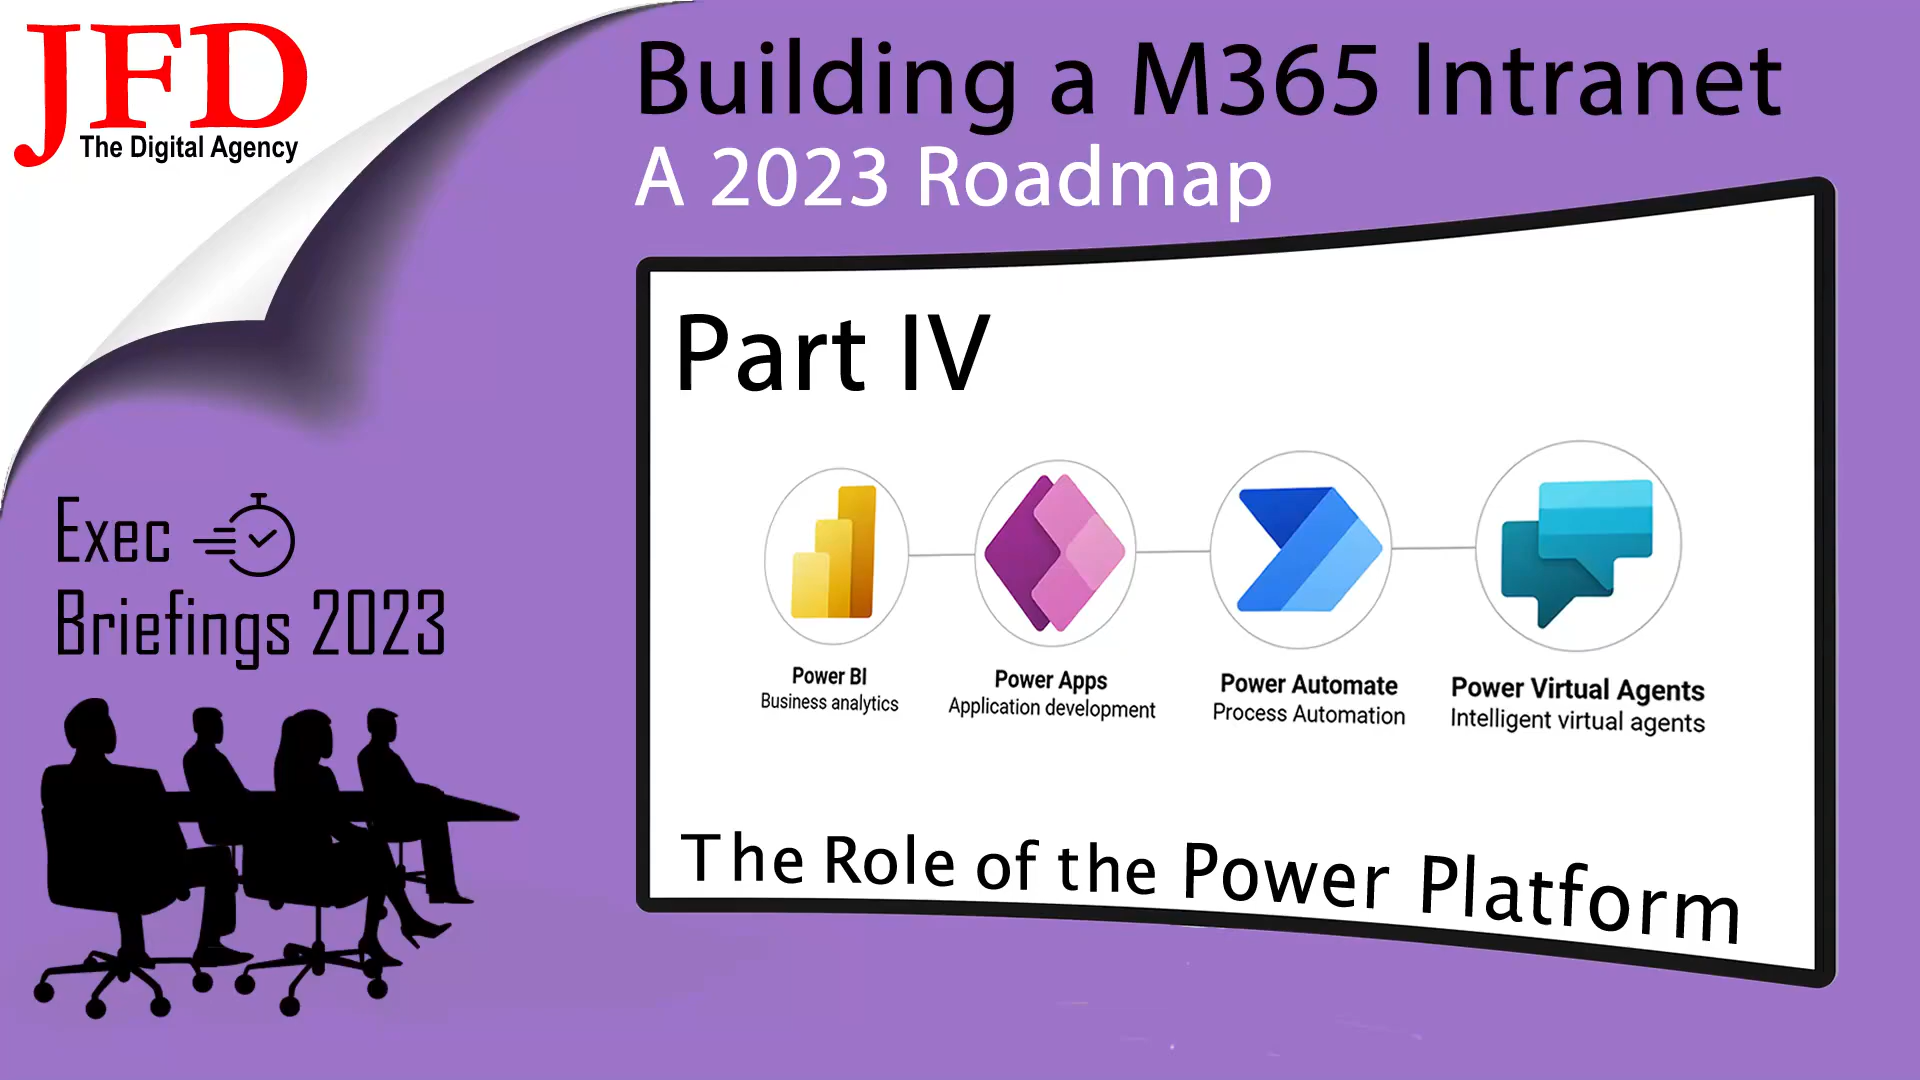 JFD
The Digital Agency
Building a M365 Intranet
A 2023 Roadmap
Part IV
Power BI
Business analytics
Power Apps
Application development
Power Automate
Process Automation
Power Virtual Agents
Intelligent virtual agents
The Role of the Power Platform
Exec
Briefings 2023